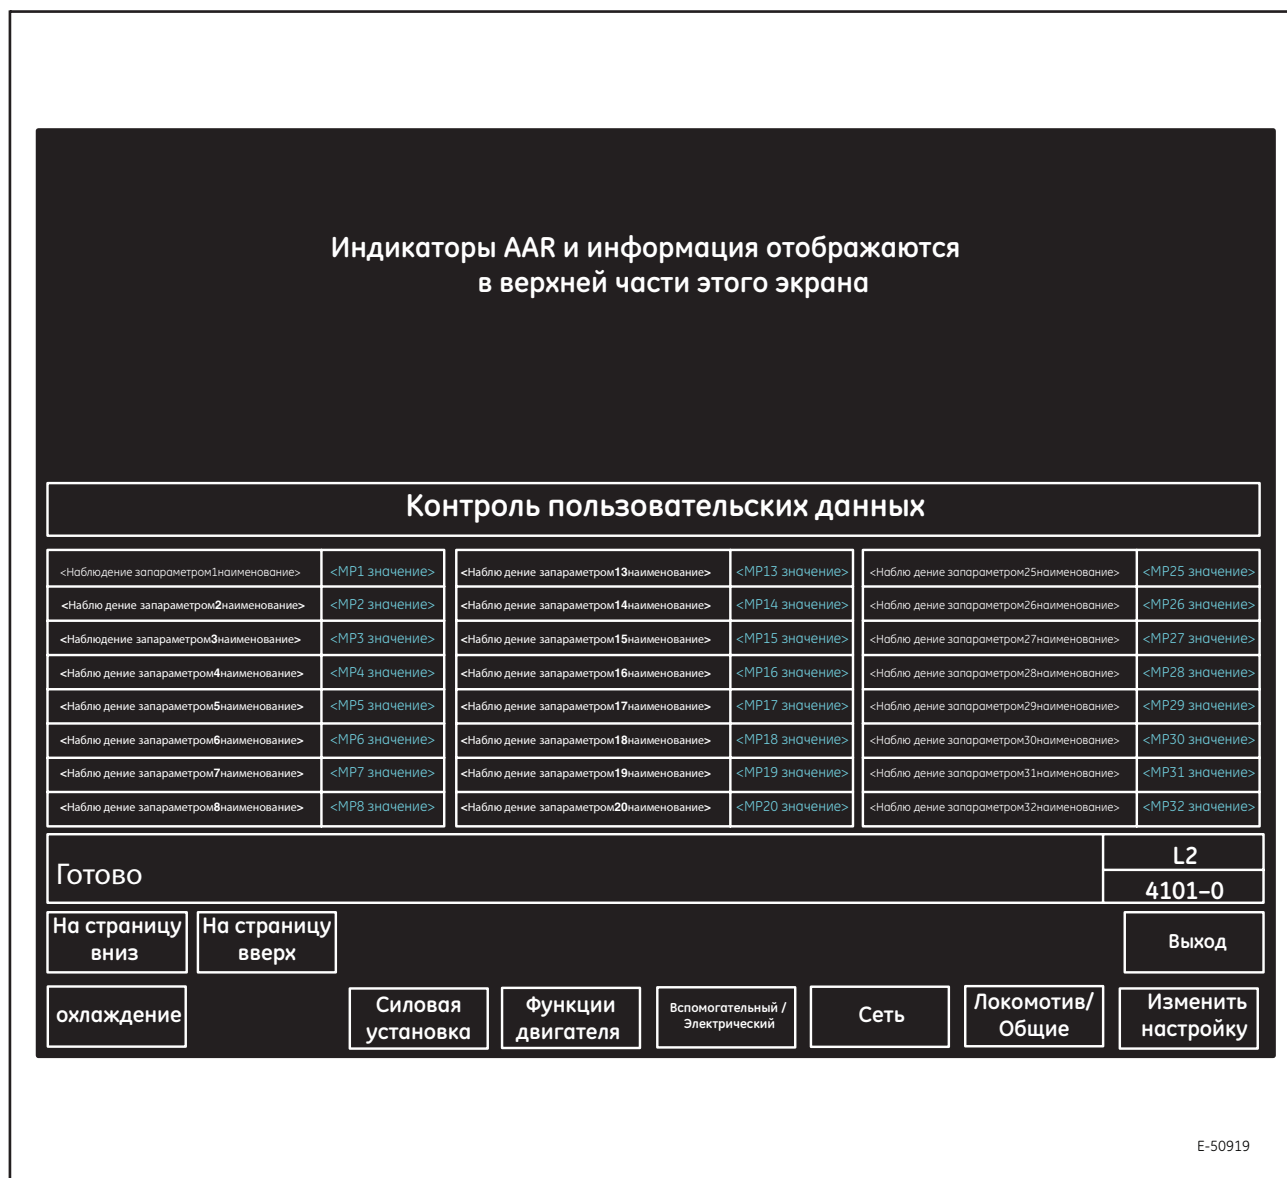 Индикаторы AAR и информация отображаются
в верхней части этого экрана
Контроль пользовательских данных
<Наблюдение запараметром1наименование> <MP1 значение> <Наблю дение запараметром13наименование> <MP13 значение> <Наблю дение запараметром25наименование> <MP25 значение>
<Наблю дение запараметром2наименование> <MP2 значение> <Наблю дение запараметром14наименование> <MP14 значение> <Наблю дение запараметром26наименование> <MP26 значение>
<Наблюдение запараметром3наименование> <MP3 значение> <Наблю дение запараметром15наименование> <MP15 значение> <Наблю дение запараметром27наименование> <MP27 значение>
<Наблю дение запараметром4наименование> <MP4 значение> <Наблю дение запараметром16наименование> <MP16 значение> <Наблю дение запараметром28наименование> <MP28 значение>
<Наблю дение запараметром5наименование> <MP5 значение> <Наблю дение запараметром17наименование> <MP17 значение> <Наблю дение запараметром29наименование> <MP29 значение>
<Наблю дение запараметром6наименование> <MP6 значение> <Наблю дение запараметром18наименование> <MP18 значение> <Наблю дение запараметром30наименование> <MP30 значение>
<Наблю дение запараметром7наименование> <MP7 значение> <Наблю дение запараметром19наименование> <MP19 значение> <Наблю дение запараметром31наименование> <MP31 значение>
<Наблю дение запараметром8наименование> <MP8 значение> <Наблю дение запараметром20наименование> <MP20 значение> <Наблю дение запараметром32наименование> <MP32 значение>
Готово
L2
4101–0
На страницу
вниз
На страницу
вверх
Выход
охлаждение
Силовая
установка
Функции
двигателя
Вспомогательный /
Электрический
Сеть
Локомотив/
Общие
Изменить
настройку
E-50919